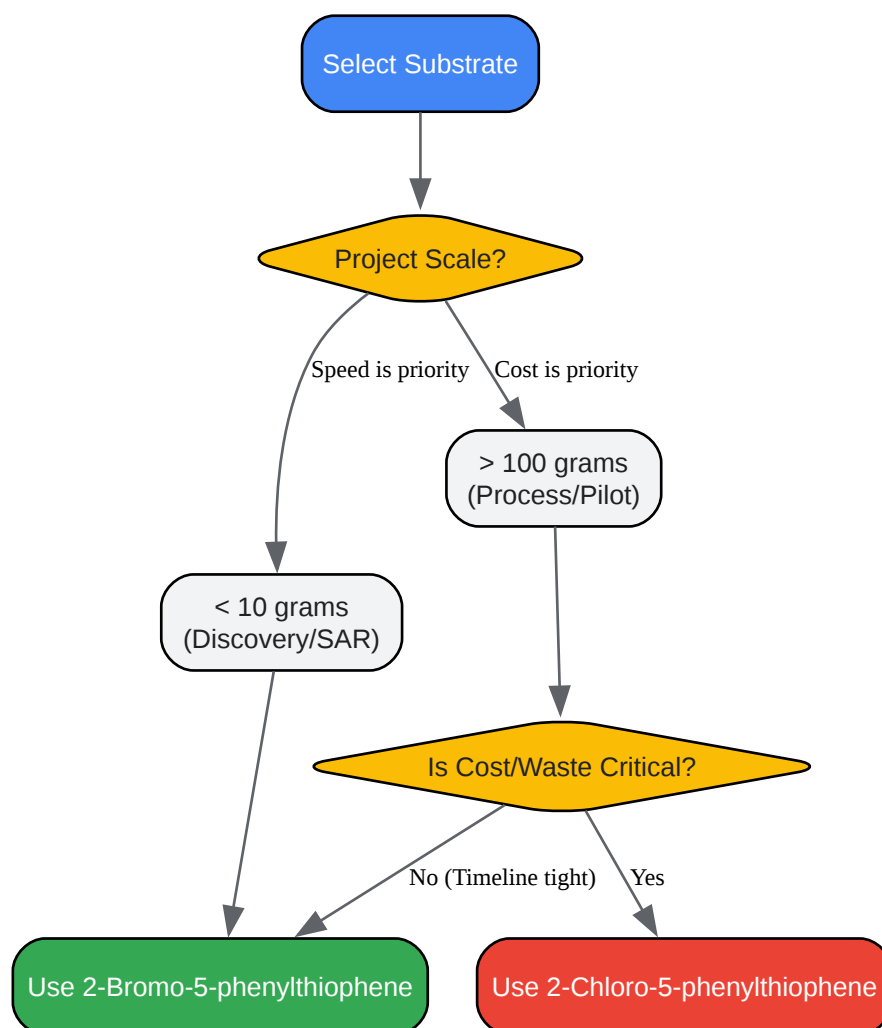 Select Substrate
Project Scale?
Speed is priority
Cost is priority
> 100 grams
(Process/Pilot)
< 10 grams
(Discovery/SAR)
Is Cost/Waste Critical?
No (Timeline tight)
Yes
Use 2-Bromo-5-phenylthiophene
Use 2-Chloro-5-phenylthiophene